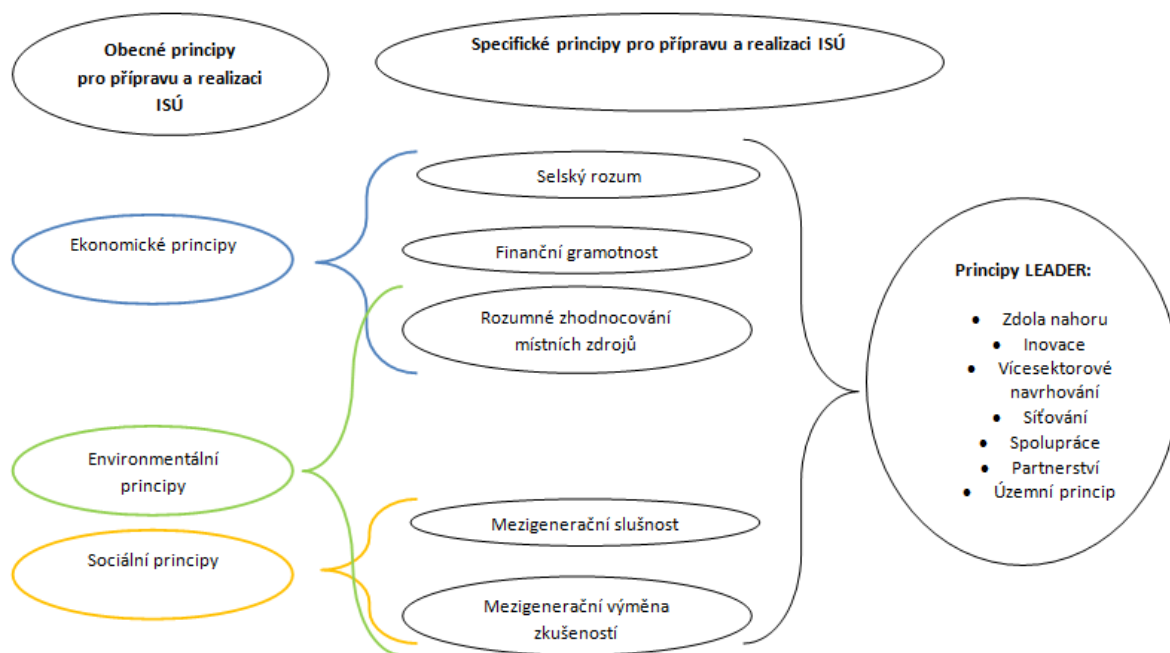 Obecné principy
pro přípravu a realizaci
ISÚ
Specifické principy pro přípravu a realizaci ISÚ
Selský rozum
Ekonomické principy
Finanční gramotnost
Rozumné zhodnocování
místních zdrojů
Environmentální
principy
Mezigenerační slušnost
Sociální principy
Mezigenerační výměna
zkušeností
Principy LEADER:
• Zdola nahoru
• Inovace
• Vícesektorové
navrhování
• Síťování
• Spolupráce
• Partnerství
• Územní princip